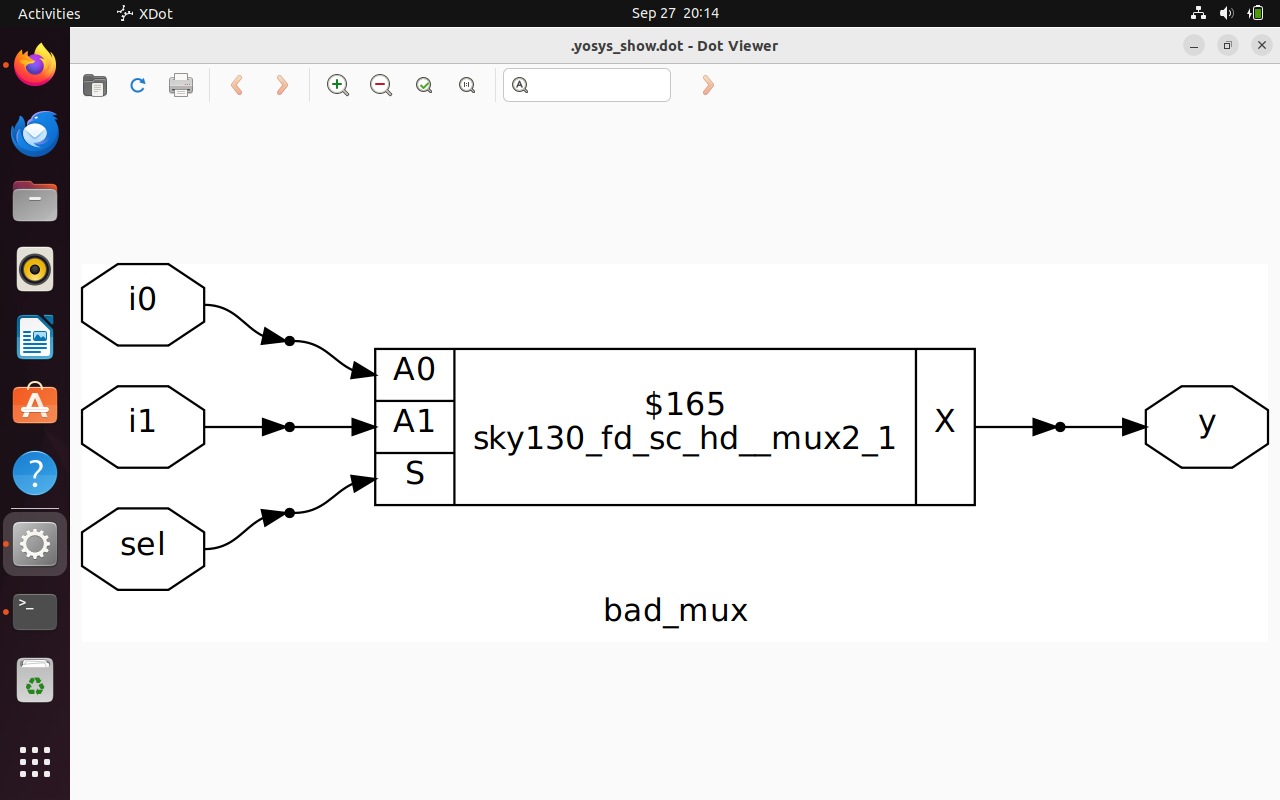 Activities
XDot
Sep 27 20:14
.yosys_show.dot - Dot Viewer
i0
i1
sel
A0
A1
S
$165
sky130_fd_sc_hd__mux2_1
X
y
bad_mux